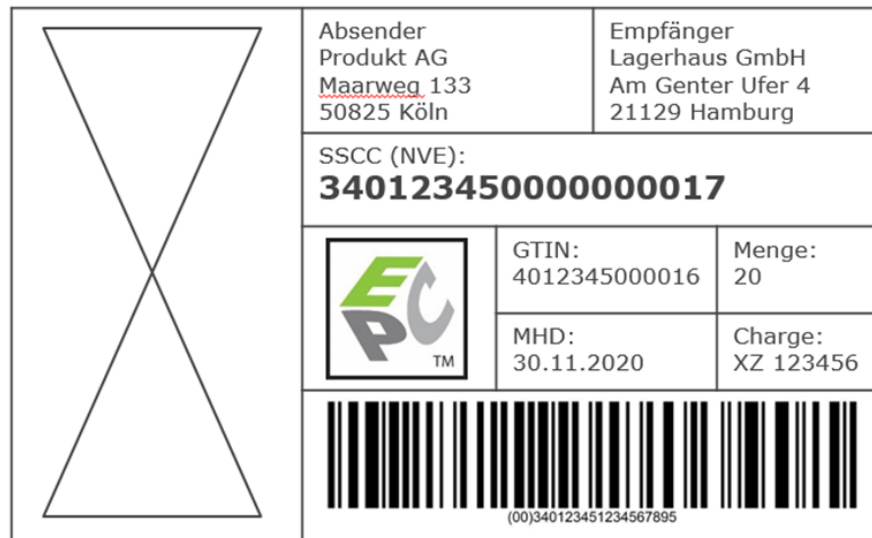 Absender
Produkt AG
Maarweg 133
50825 Köln
Empfänger
Lagerhaus GmbH
Am Genter Ufer 4
21129 Hamburg
SSCC (NVE):
340123450000000017
EPC
TM
GTIN:
4012345000016
Menge:
20
MHD:
30.11.2020
Charge:
XZ 123456
(00)340123451234567895